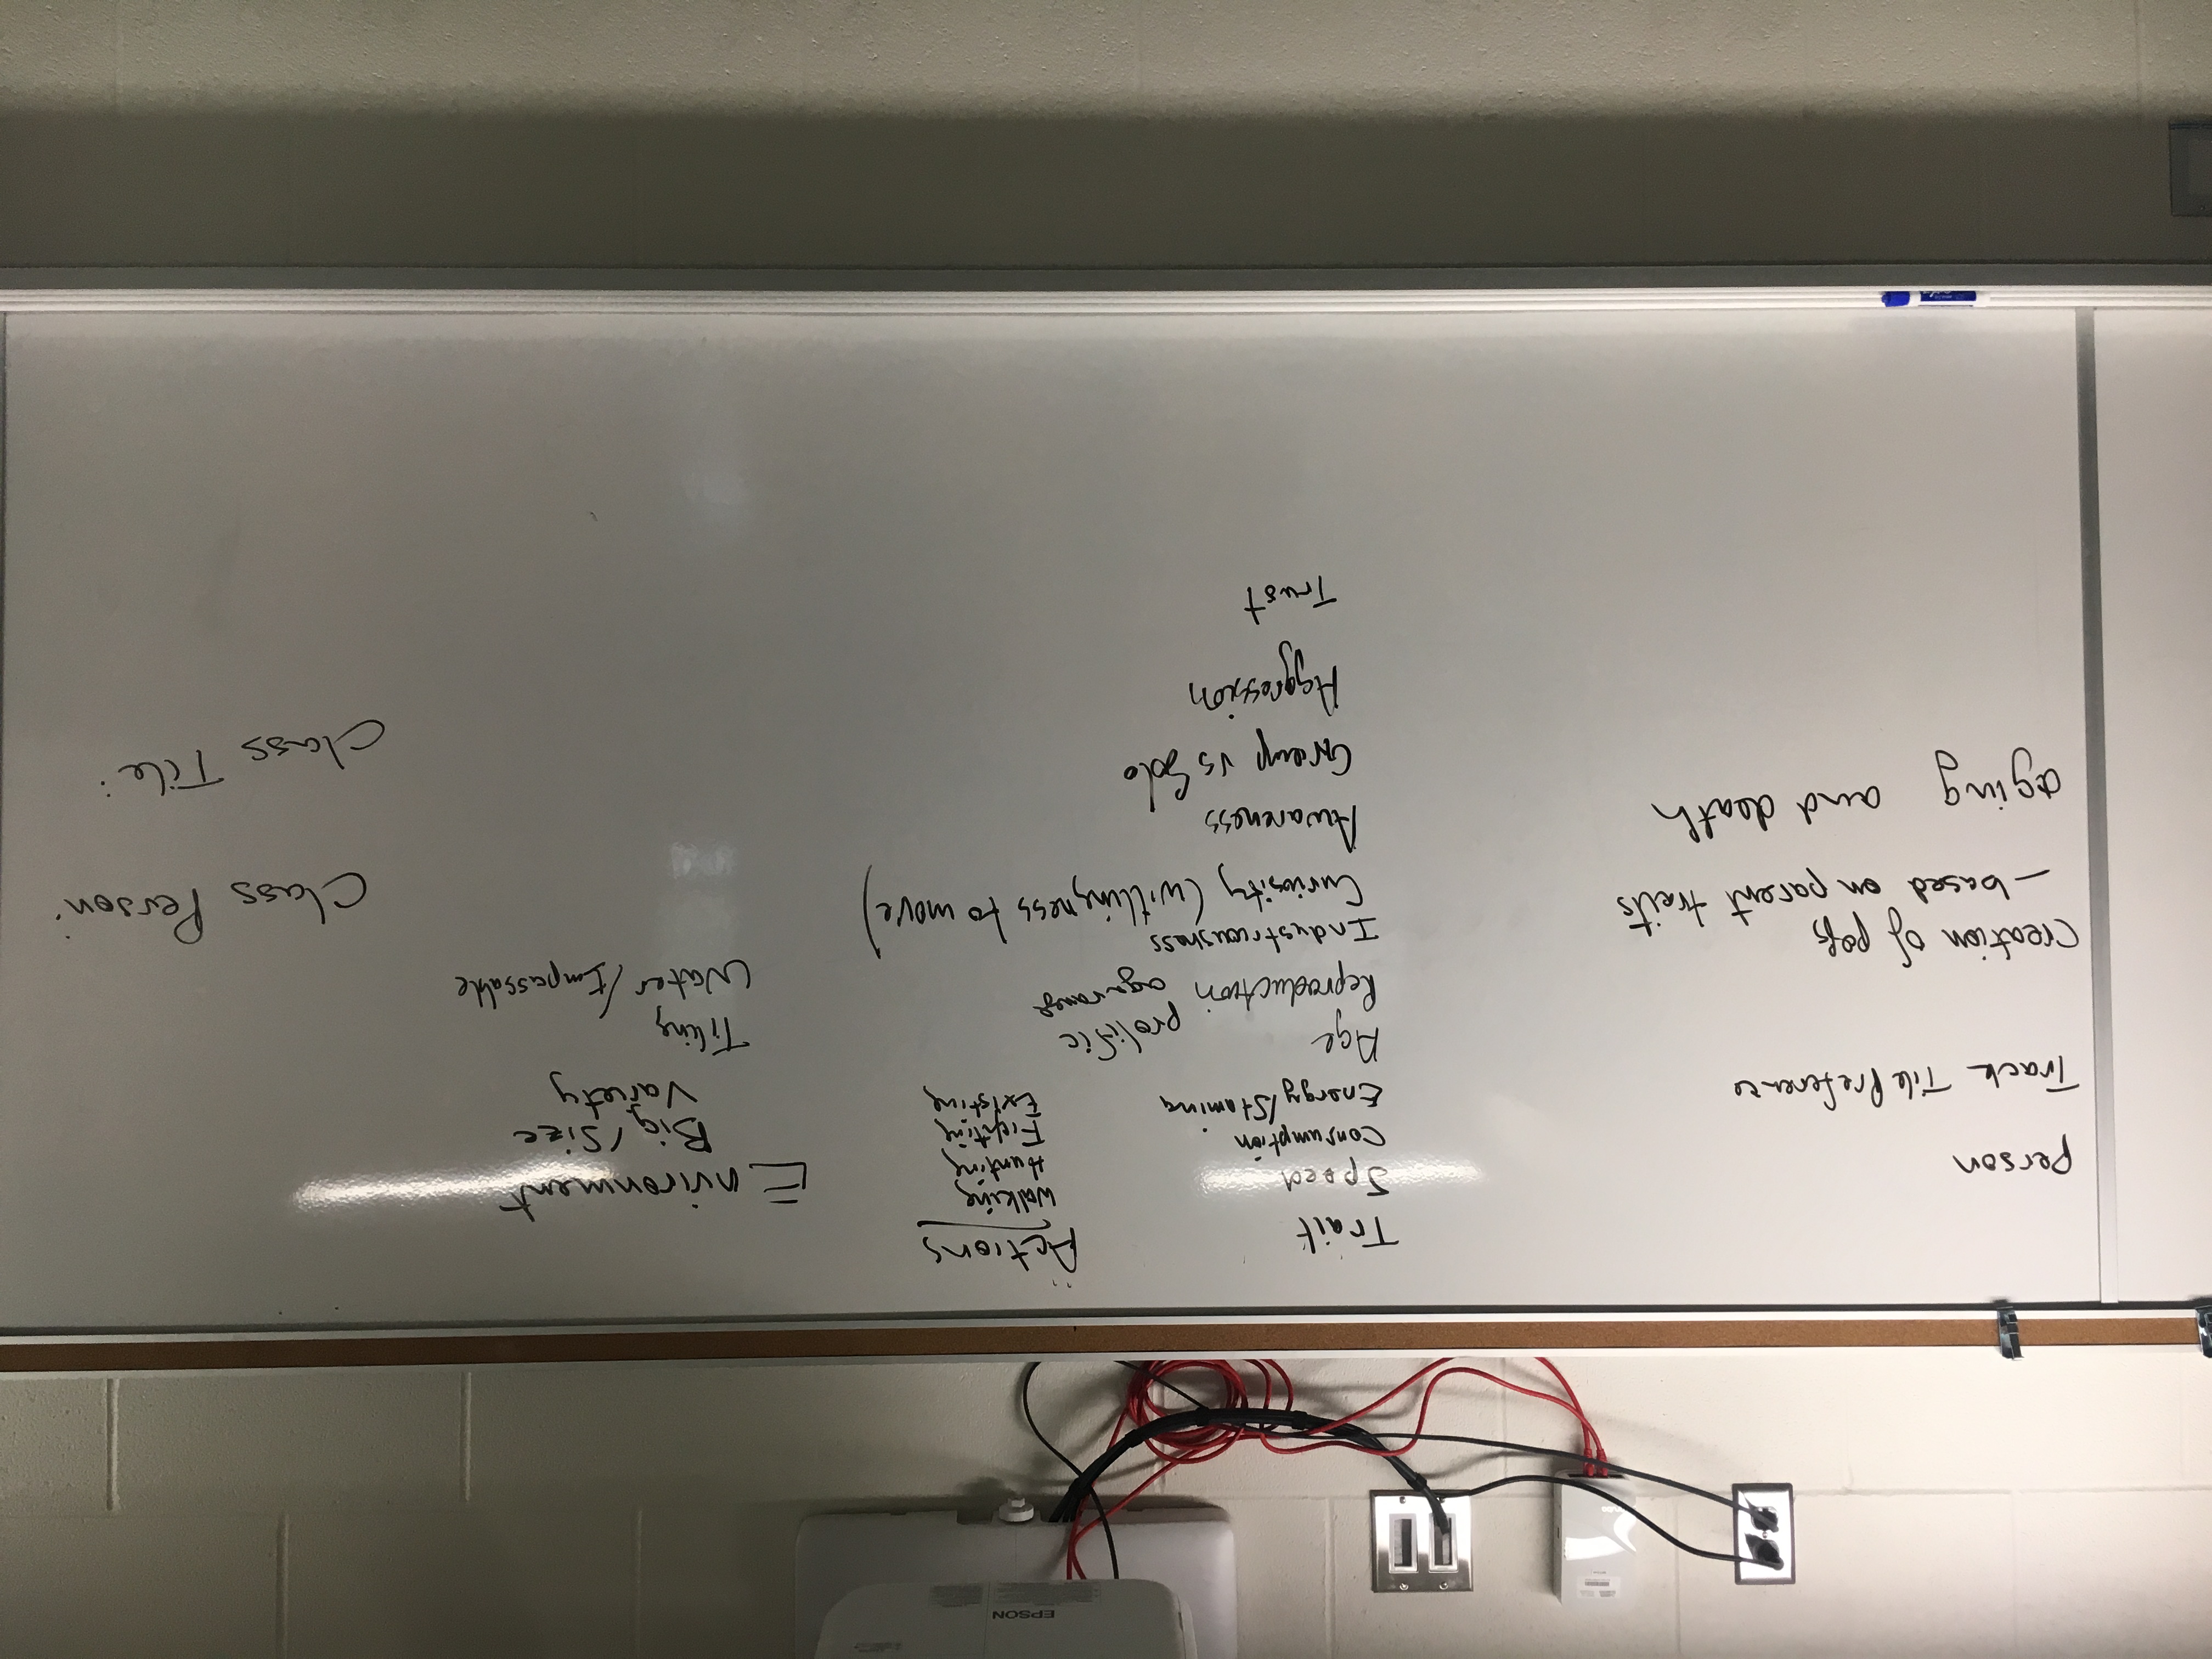 EPSON
person
Track Tile Preference
creation of pops
- based on parent traits
aging and death
Trait
Speed
Consumption
Energy/Stamina
Age
Reproduction prolific
age range
Industriousness
Curiosity (willingness to move)
Awareness
Group vs Solo
Aggression
Trust
Actions
Walking
Hunting
Fighting
Existing
Environment
Big/Size
Variety
Tiling
Water/Impassable
Class Person:
Class Tile: